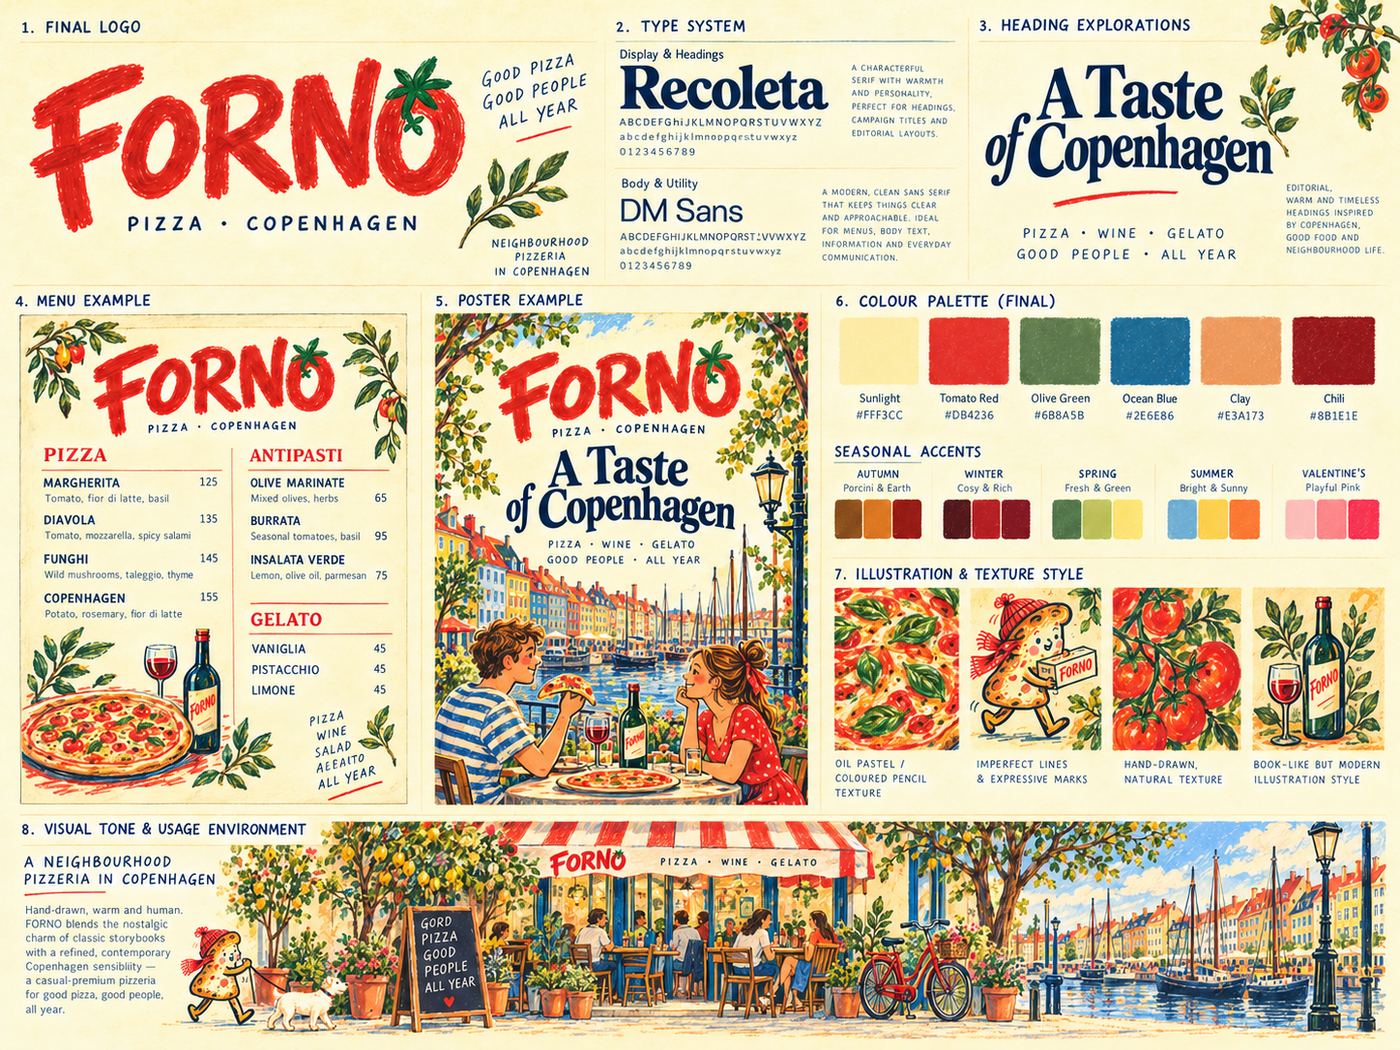 1. FINAL LOGO
FORNO
PIZZA · COPENHAGEN
GOOD PIZZA
GOOD PEOPLE
ALL YEAR
NEIGHBOURHOOD
PIZZERIA
IN COPENHAGEN
2. TYPE SYSTEM
Display & Headings
Recoleta
ABCDEFGHiJKLMNOPQRSTUVWXYZ
abcdefghijklmnopqrstuvwxyz
0123456789
A CHARACTERFUL
SERIF WITH WARMTH
AND PERSONALITY,
PERFECT FOR HEADINGS,
CAMPAIGN TITLES AND
EDITORIAL LAYOUTS.
Body & Utility
DM Sans
abcdefghijklmnopqrstuvwxyz
0123456789
A MODERN, CLEAN SANS SERIF
THAT KEEPS THINGS CLEAR
AND APPROACHABLE. IDEAL
FOR MENUS, BODY TEXT,
INFORMATION AND EVERYDAY
COMMUNICATION.
3. HEADING EXPLORATIONS
A Taste
of Copenhagen
PIZZA · WINE · GELATO
GOOD PEOPLE · ALL YEAR
EDITORIAL,
WARM AND TIMELESS
HEADINGS INSPIRED
BY COPENHAGEN,
GOOD FOOD AND
NEIGHBOURHOOD LIFE.
4. MENU EXAMPLE
FORNO
PIZZA · COPENHAGEN
PIZZA
MARGHERITA 125
Tomato, fior di latte, basil
DIAVOLA 135
Tomato, mozzarella, spicy salami
FUNGHI 145
Wild mushrooms, taleggio, thyme
COPENHAGEN 155
Potato, rosemary, fior di latte
ANTIPASTI
OLIVE MARINATE
Mixed olives, herbs 65
BURRATA
Seasonal tomatoes, basil 95
INSALATA VERDE
Lemon, olive oil, parmesan 75
GELATO
VANIGLIA 45
PISTACCHIO 45
LIMONE 45
FORNO
PIZZA
WINE
SALAD
ALL YEAR
5. POSTER EXAMPLE
FORNO
PIZZA · COPENHAGEN
A Taste
of Copenhagen
PIZZA · WINE · GELATO
GOOD PEOPLE · ALL YEAR
FORNO
6. COLOUR PALETTE (FINAL)
Sunlight
#FFF3CC
Tomato Red
#DB4236
Olive Green
#6B8A5B
Ocean Blue
#2E6E86
Clay
#E3A173
Chili
#8B1E1E
SEASONAL ACCENTS
AUTUMN
Porcini & Earth
WINTER
Cosy & Rich
SPRING
Fresh & Green
SUMMER
Bright & Sunny
VALENTINE'S
Playful Pink
7. ILLUSTRATION & TEXTURE STYLE
FORNO
FORNO
OIL PASTEL /
COLOURED PENCIL
TEXTURE
IMPERFECT LINES
& EXPRESSIVE MARKS
HAND-DRAWN,
NATURAL TEXTURE
BOOK-LIKE BUT MODERN
ILLUSTRATION STYLE
8. VISUAL TONE & USAGE ENVIRONMENT
A NEIGHBOURHOOD
PIZZERIA IN COPENHAGEN
Hand-drawn, warm and human.
FORNO blends the nostalgic
charm of classic storybooks
with a refined, contemporary
Copenhagen sensibliity —
a casual-premium pizzeria
for good pizza, good people,
all year.
FORNO
PIZZA · WINE · GELATO
GORD
PIZZA
GOOD
PEOPLE
ALL YEAR